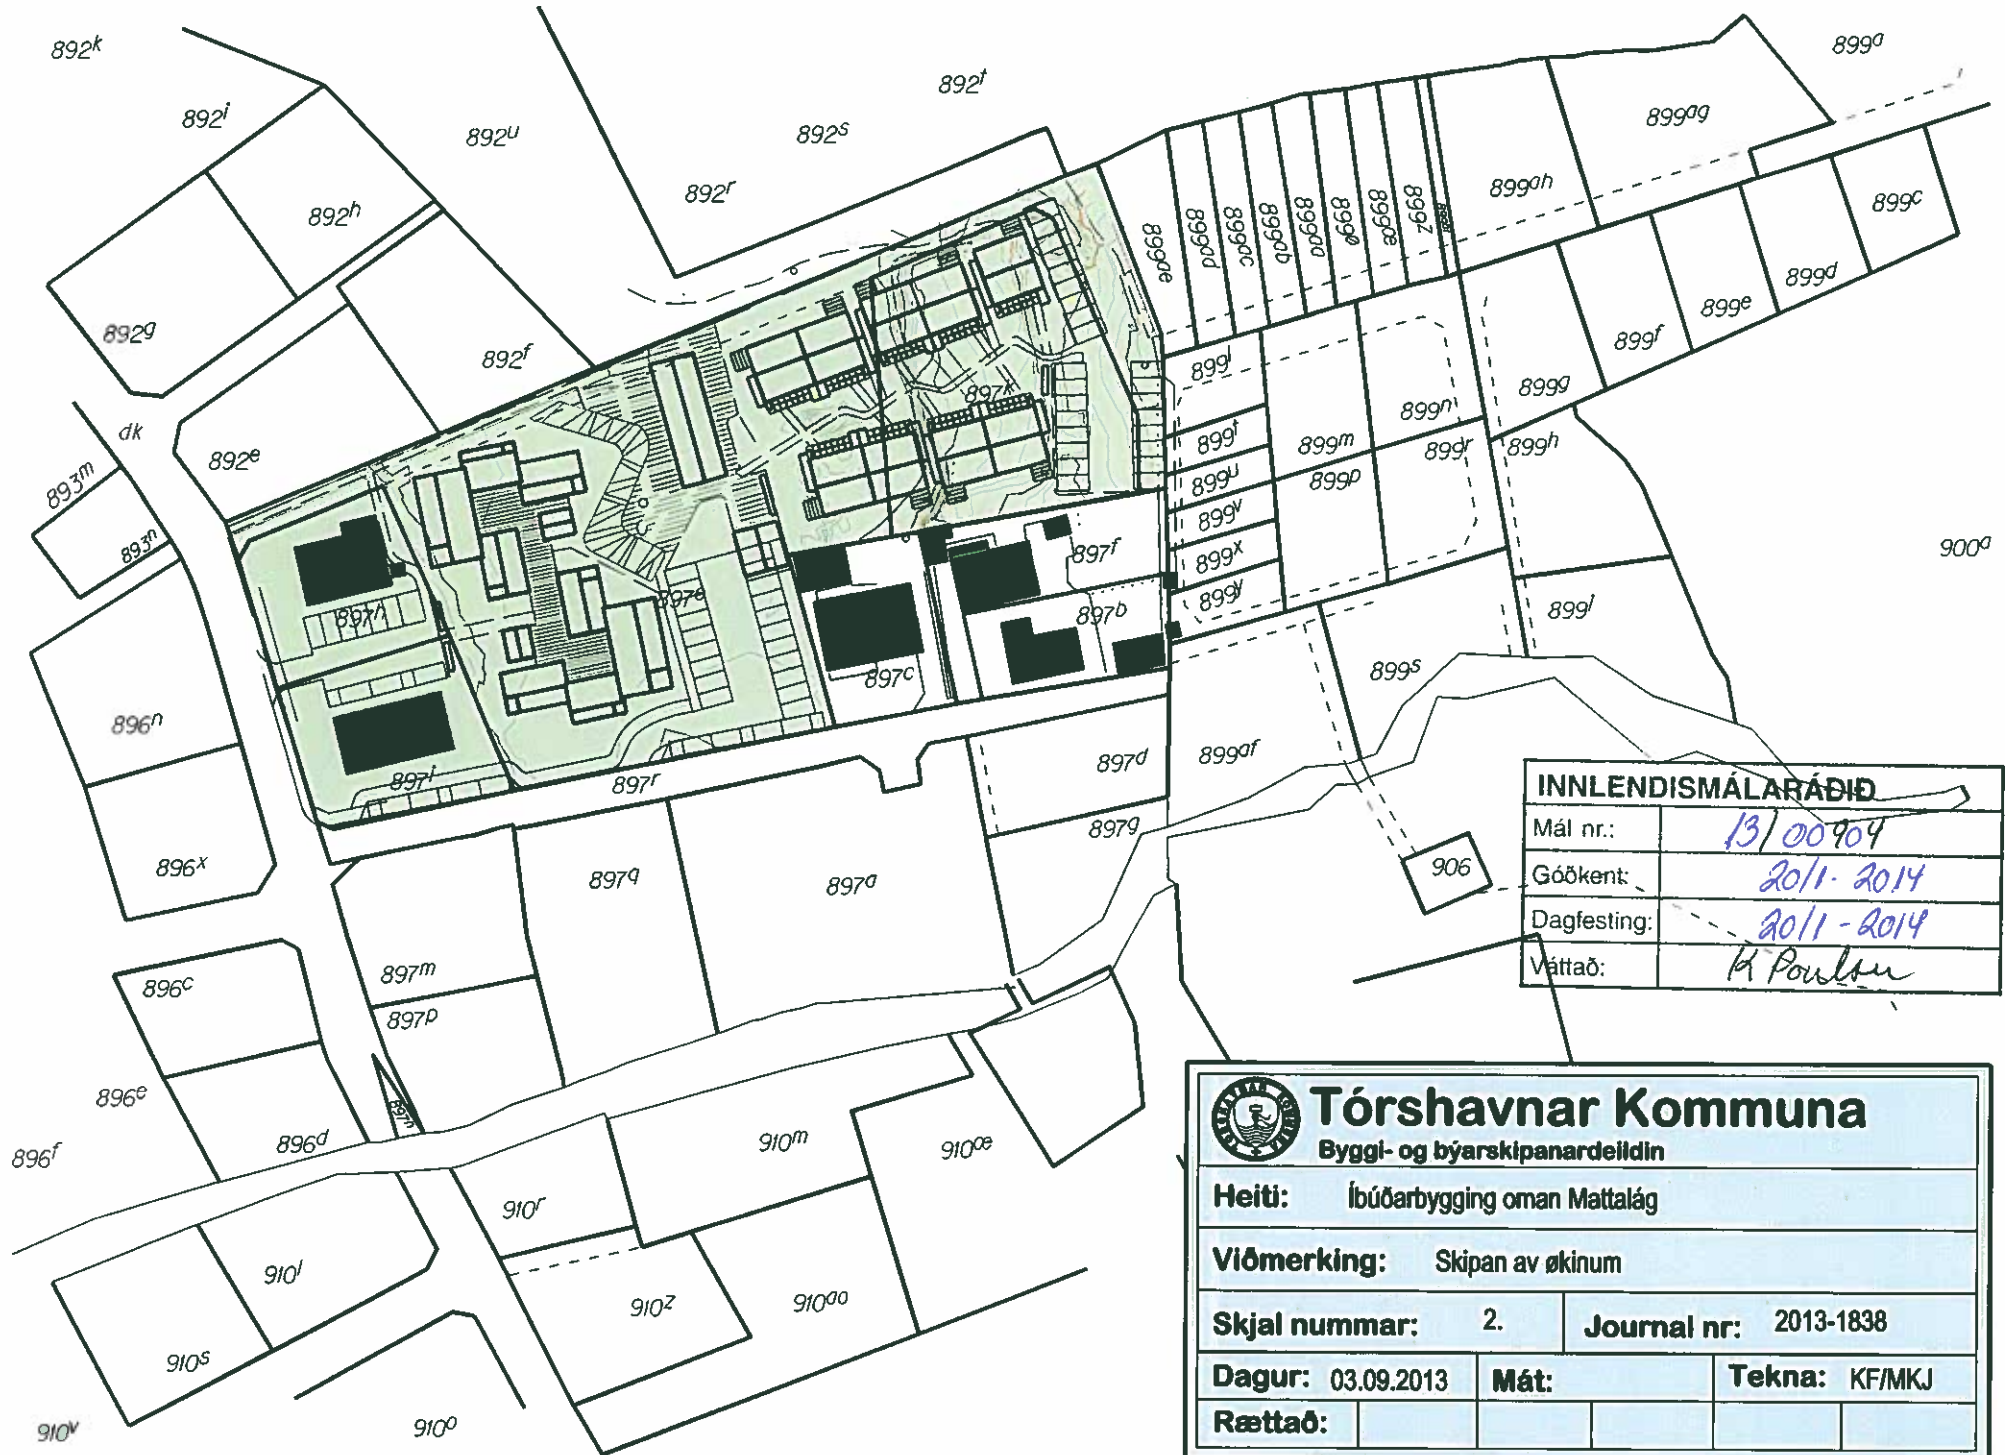 892k
892i
892u
892t
892s
892r
892h
892g
892f
892e
dk
893m
893n
899a
899ag
899ah
899c
899æ
899ad
899ac
899ab
899aa
899ø
899z
899d
899e
899f
899g
899h
899l
899t
899u
899v
899x
899y
899m
899n
899p
899r
899s
899af
900a
897k
897f
897b
897c
897h
897i
897r
897d
897g
897q
897a
897m
897p
896n
896x
896c
896e
896d
896f
906
910m
910æ
910r
910l
910z
910aa
910s
910v
910o
INNLENDISMÁLARÁÐIÐ
Mál nr.: 13/00904
Góðkent: 20/1-2014
Dagfesting: 20/1-2014
Váttað: K Poulsen
Tórshavnar Kommuna
Byggi- og býarskipanardeildin
Heiti: Íbúðarbygging oman Mattalág
Viðmerking: Skipan av økinum
Skjal nummar: 2. Journal nr: 2013-1838
Dagur: 03.09.2013 Mát: Tekna: KF/MKJ
Rættað: